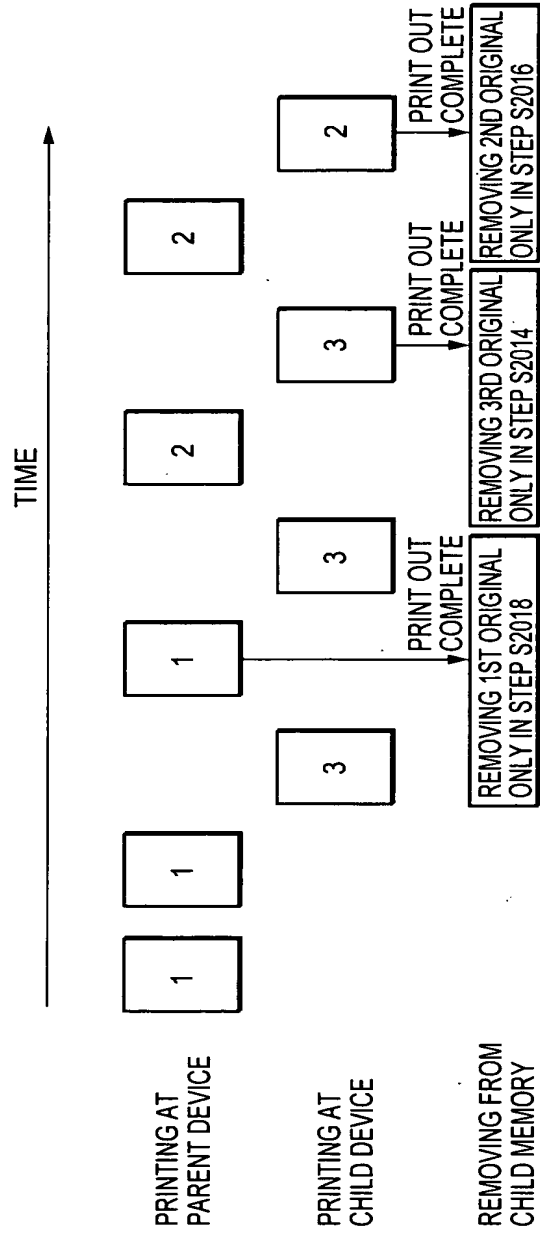 TIME
PRINTING AT
PARENT DEVICE
1
1
1
2
2
PRINTING AT
CHILD DEVICE
3
3
3
2
PRINT OUT
COMPLETE
PRINT OUT
COMPLETE
PRINT OUT
COMPLETE
REMOVING FROM
CHILD MEMORY
REMOVING 1ST ORIGINAL
ONLY IN STEP S2018
REMOVING 3RD ORIGINAL
ONLY IN STEP S2014
REMOVING 2ND ORIGINAL
ONLY IN STEP S2016